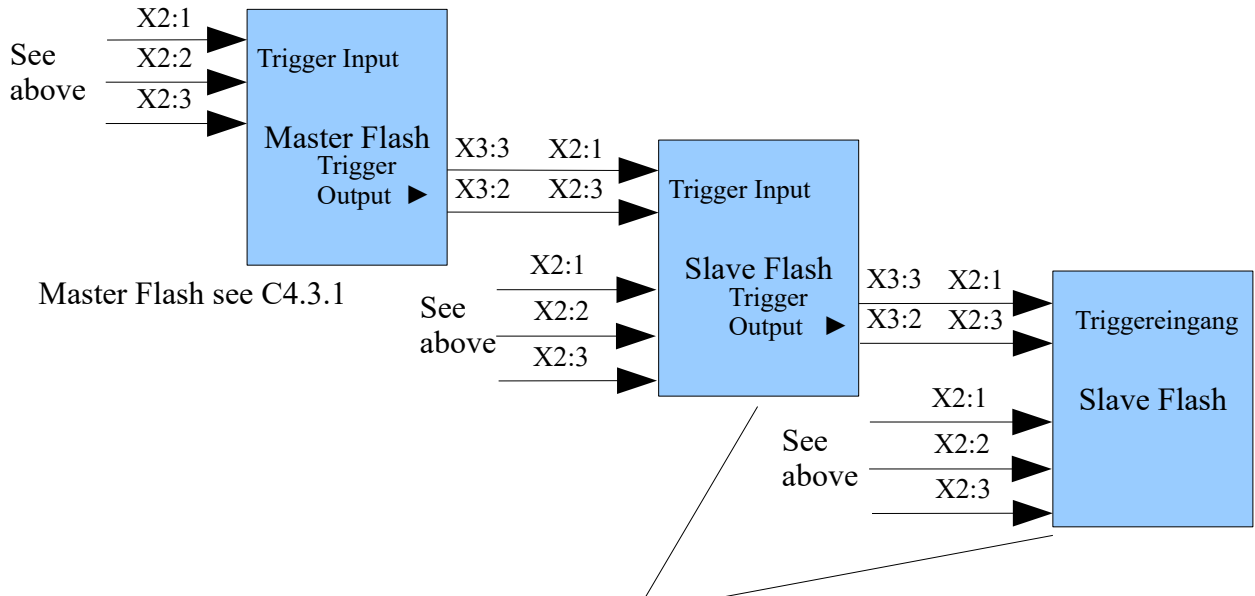 X2:1
See
above
X2:2
X2:3
Trigger Input
Master Flash
Trigger
Output
Master Flash see C4.3.1
X3:3 X2:1
X3:2 X2:3
Trigger Input
See
above
X2:1
X2:2
X2:3
Slave Flash
Trigger
Output
X3:3 X2:1
X3:2 X2:3
Triggereingang
See
above
X2:1
X2:2
X2:3
Slave Flash